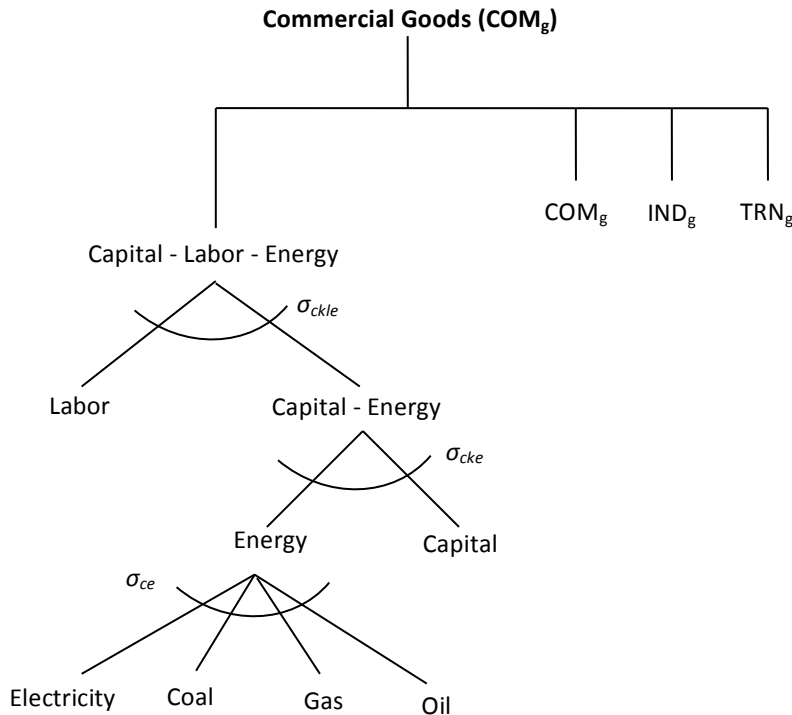 Commercial Goods (COMg)
COMg INDg TRNg
Capital - Labor - Energy
σckle
Labor
Capital - Energy
σcke
Energy
Capital
σce
Electricity
Coal
Gas
Oil